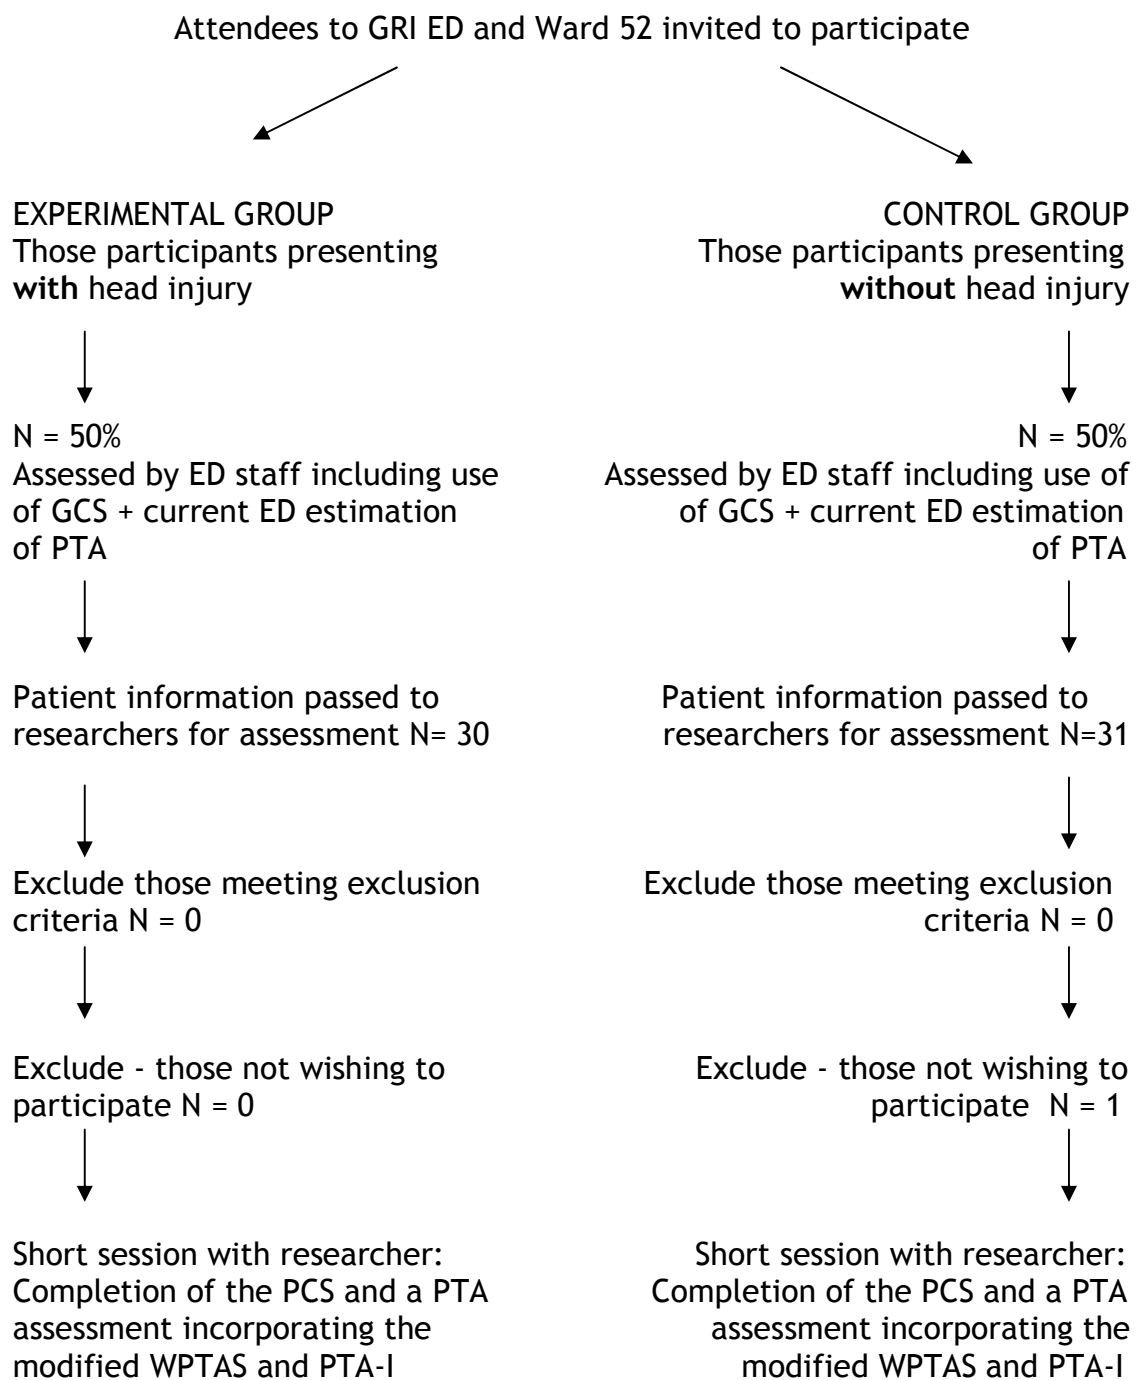 Attendees to GRI ED and Ward 52 invited to participate
EXPERIMENTAL GROUP
Those participants presenting
with head injury
CONTROL GROUP
Those participants presenting
without head injury
N = 50%
Assessed by ED staff including use
of GCS + current ED estimation
of PTA
N = 50%
Assessed by ED staff including use of
of GCS + current ED estimation
of PTA
Patient information passed to
researchers for assessment N= 30
Patient information passed to
researchers for assessment N=31
Exclude those meeting exclusion
criteria N = 0
Exclude those meeting exclusion
criteria N = 0
Exclude - those not wishing to
participate N = 0
Exclude - those not wishing to
participate N = 1
Short session with researcher:
Completion of the PCS and a PTA
assessment incorporating the
modified WPTAS and PTA-I
Short session with researcher:
Completion of the PCS and a PTA
assessment incorporating the
modified WPTAS and PTA-I